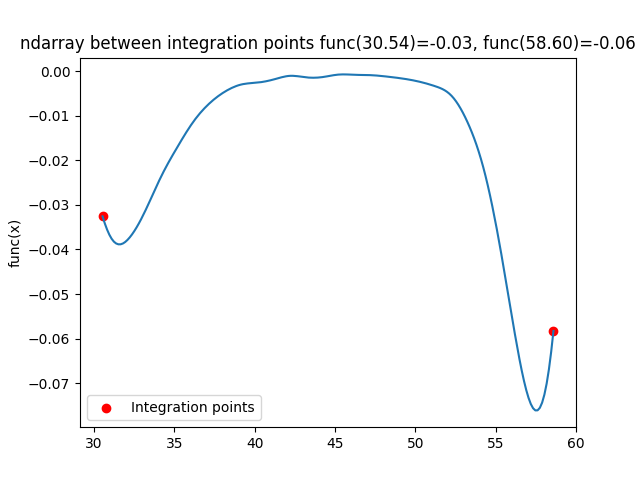 ndarray between integration points func(30.54)=-0.03, func(58.60)=-0.06
0.00
−0.01
−0.02
−0.03
−0.04
−0.05
−0.06
−0.07
func(x)
Integration points
30 35 40 45 50 55 60